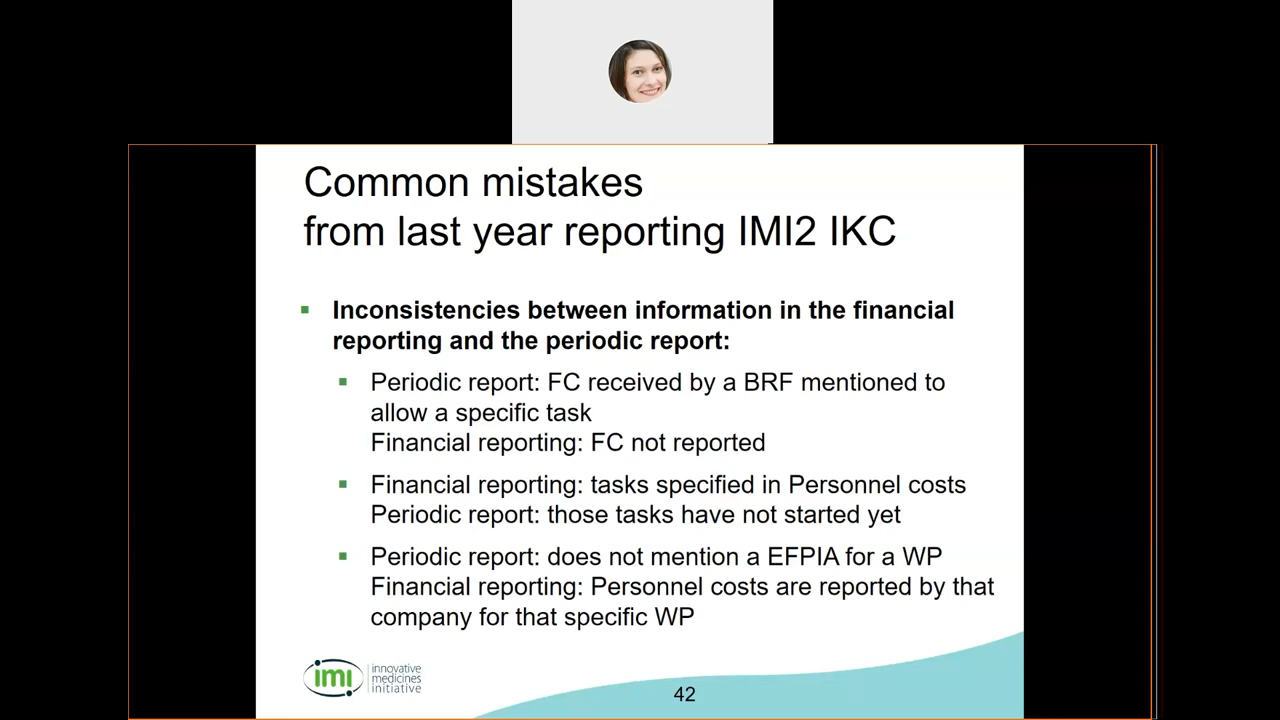 Common mistakes
from last year reporting IMI2 IKC
Inconsistencies between information in the financial
reporting and the periodic report:
Periodic report: FC received by a BRF mentioned to
allow a specific task
Financial reporting: FC not reported
Financial reporting: tasks specified in Personnel costs
Periodic report: those tasks have not started yet
Periodic report: does not mention a EFPIA for a WP
Financial reporting: Personnel costs are reported by that
company for that specific WP
imi
innovative
medicines
initiative
42